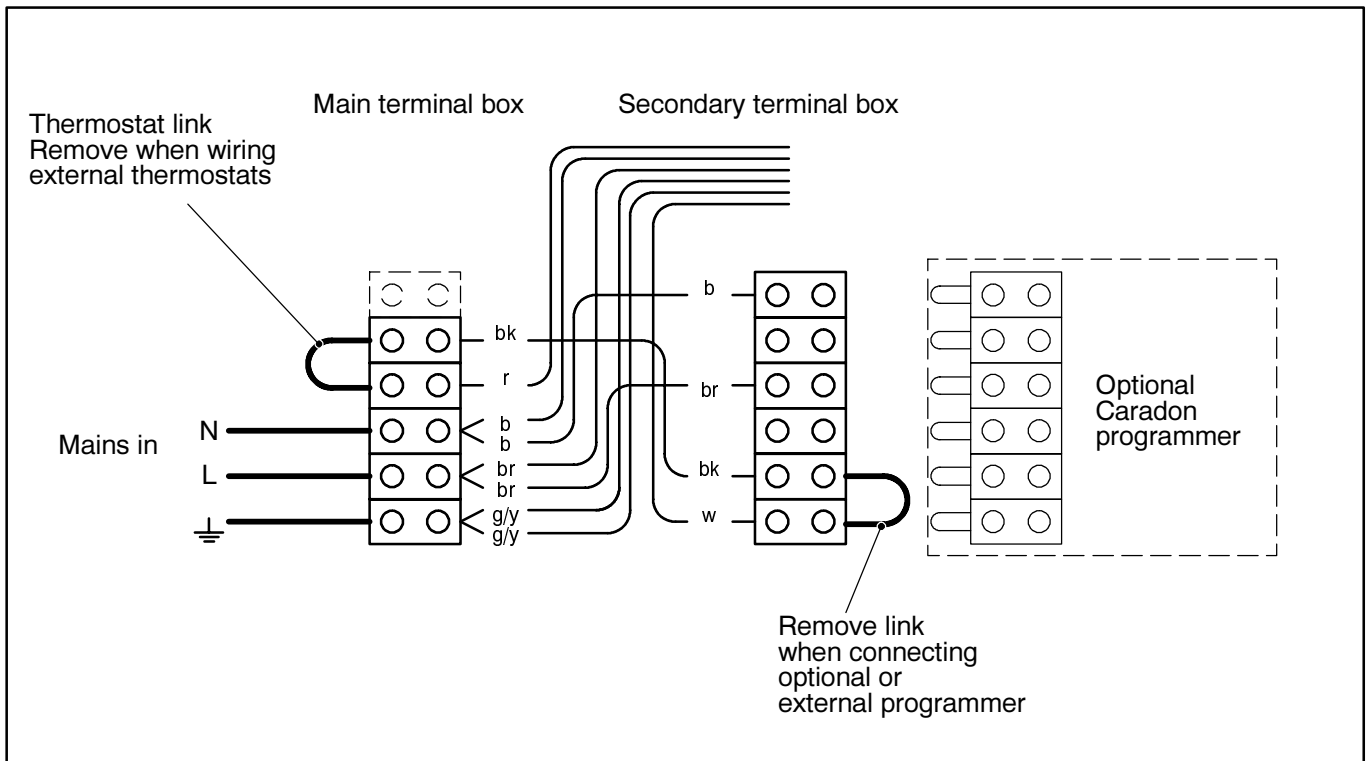 Main terminal box
Secondary terminal box
Thermostat link
Remove when wiring
external thermostats
b
bk
r
br
Optional
Caradon
programmer
Mains in
N
b
b
L
br
br
bk
g/y
g/y
w
Remove link
when connecting
optional or
external programmer